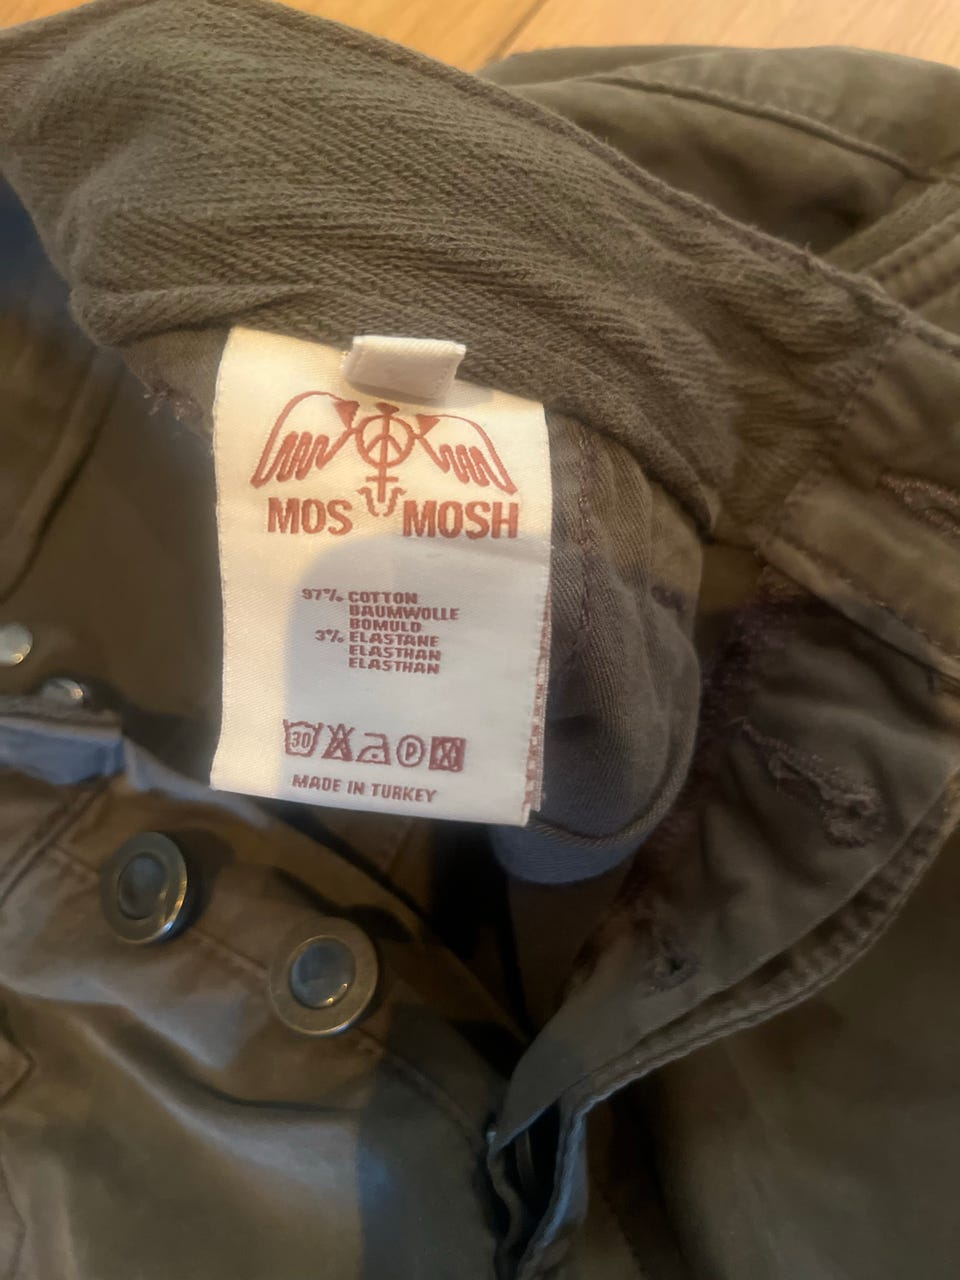 MOS MOSH
97% COTTON
BAUMWOLLE
BOMULD
3% ELASTANE
ELASTHAN
ELASTHAN
30 P
MADE IN TURKEY